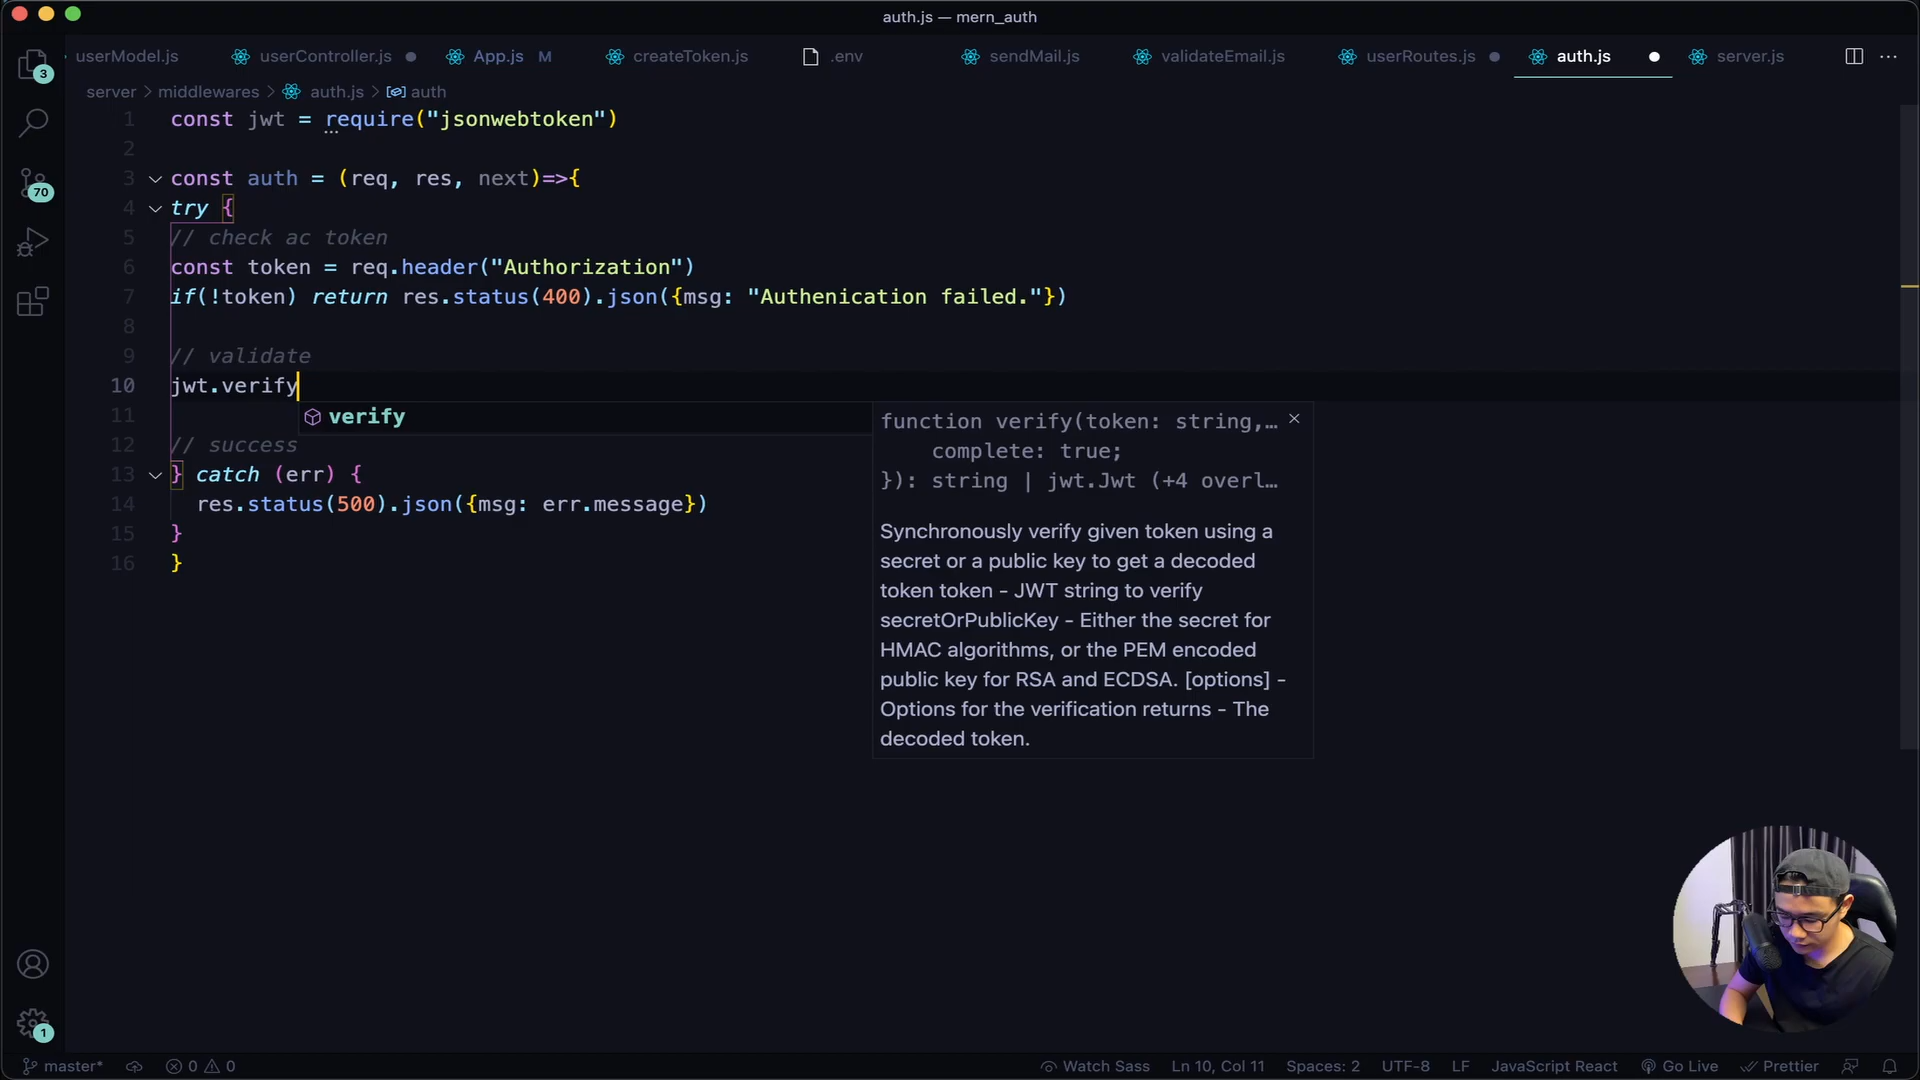 auth.js — mern_auth
userModel.js userController.js App.js M createToken.js .env sendMail.js validateEmail.js userRoutes.js auth.js server.js
server > middlewares > auth.js > auth
1 const jwt = require("jsonwebtoken")
2
3 const auth = (req, res, next)=>{
4 try {
5 // check ac token
6 const token = req.header("Authorization")
7 if(!token) return res.status(400).json({msg: "Authenication failed."})
8
9 // validate
10 jwt.verify
11
verify
12 // success
13 } catch (err) {
14 res.status(500).json({msg: err.message})
15 }
16 }
function verify(token: string,…
complete: true;
}): string | jwt.Jwt (+4 overl…
Synchronously verify given token using a
secret or a public key to get a decoded
token token - JWT string to verify
secretOrPublicKey - Either the secret for
HMAC algorithms, or the PEM encoded
public key for RSA and ECDSA. [options] -
Options for the verification returns - The
decoded token.
3
70
1
master* 0 0 Watch Sass Ln 10, Col 11 Spaces: 2 UTF-8 LF JavaScript React Go Live Prettier